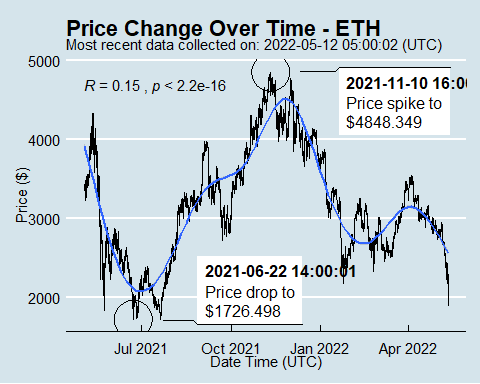 Price Change Over Time - ETH
Most recent data collected on: 2022-05-12 05:00:02 (UTC)
5000
R = 0.15 , p < 2.2e-16
2021-11-10 16:00
Price spike to
$4848.349
4000
Price ($)
3000
2021-06-22 14:00:01
Price drop to
$1726.498
2000
Jul 2021
Oct 2021
Jan 2022
Apr 2022
Date Time (UTC)